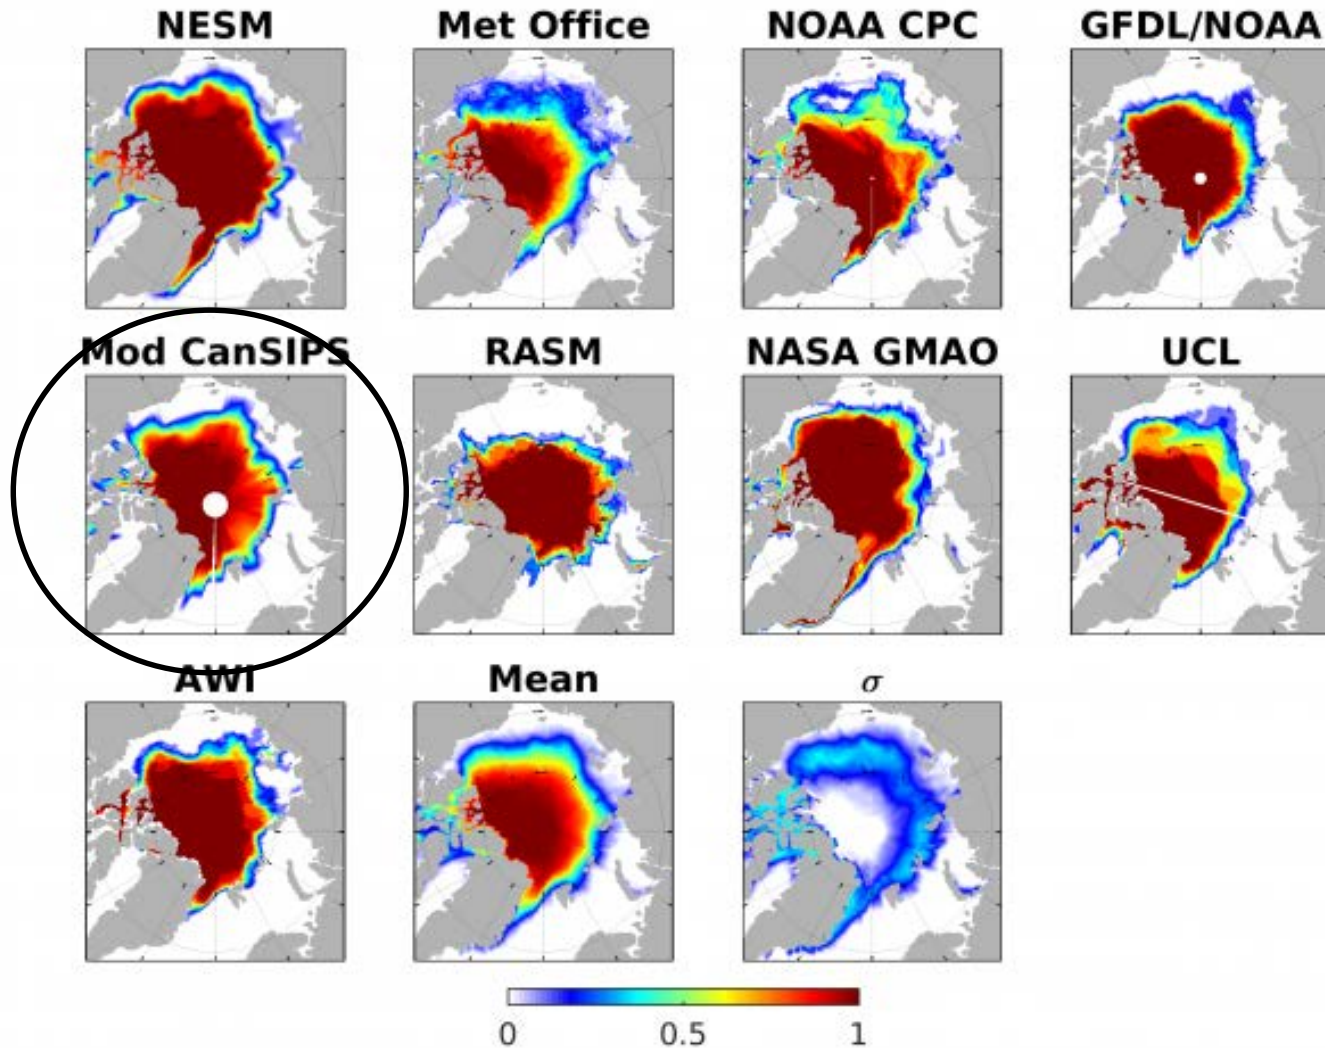 NESM Met Office NOAA CPC GFDL/NOAA
Mod CanSIPS RASM NASA GMAO UCL
AWI Mean σ
0 0.5 1